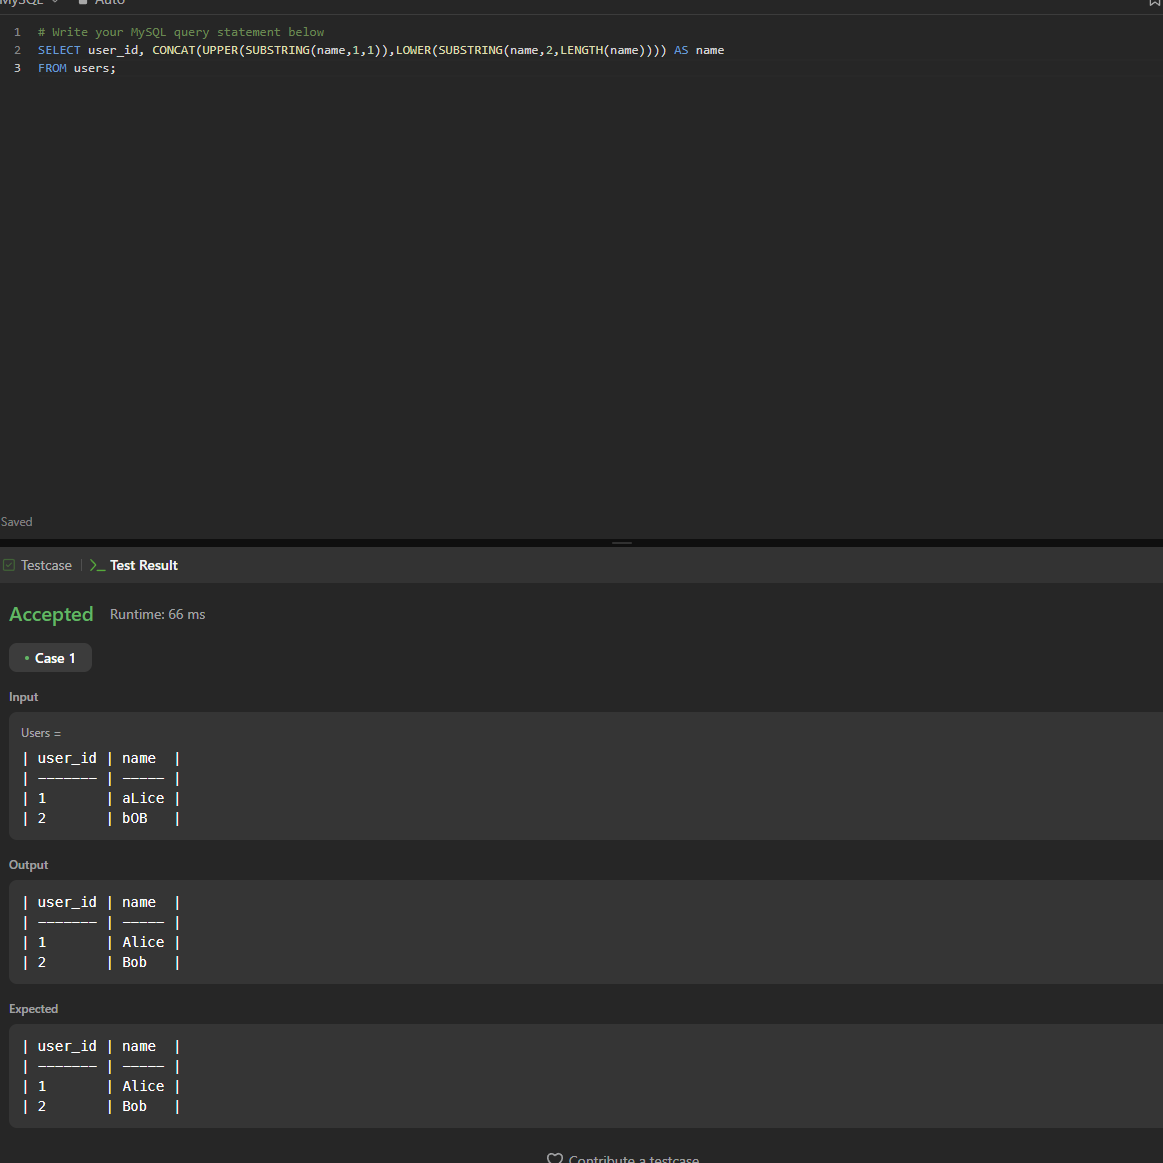 MySQL Auto
1 # Write your MySQL query statement below
2 SELECT user_id, CONCAT(UPPER(SUBSTRING(name,1,1)),LOWER(SUBSTRING(name,2,LENGTH(name)))) AS name
3 FROM users;
Saved
Testcase | >_ Test Result
Accepted Runtime: 66 ms
• Case 1
Input
Users =
| user_id | name |
| ------- | ----- |
| 1 | aLice |
| 2 | bOB |
Output
| user_id | name |
| ------- | ----- |
| 1 | Alice |
| 2 | Bob |
Expected
| user_id | name |
| ------- | ----- |
| 1 | Alice |
| 2 | Bob |
Contribute a testcase